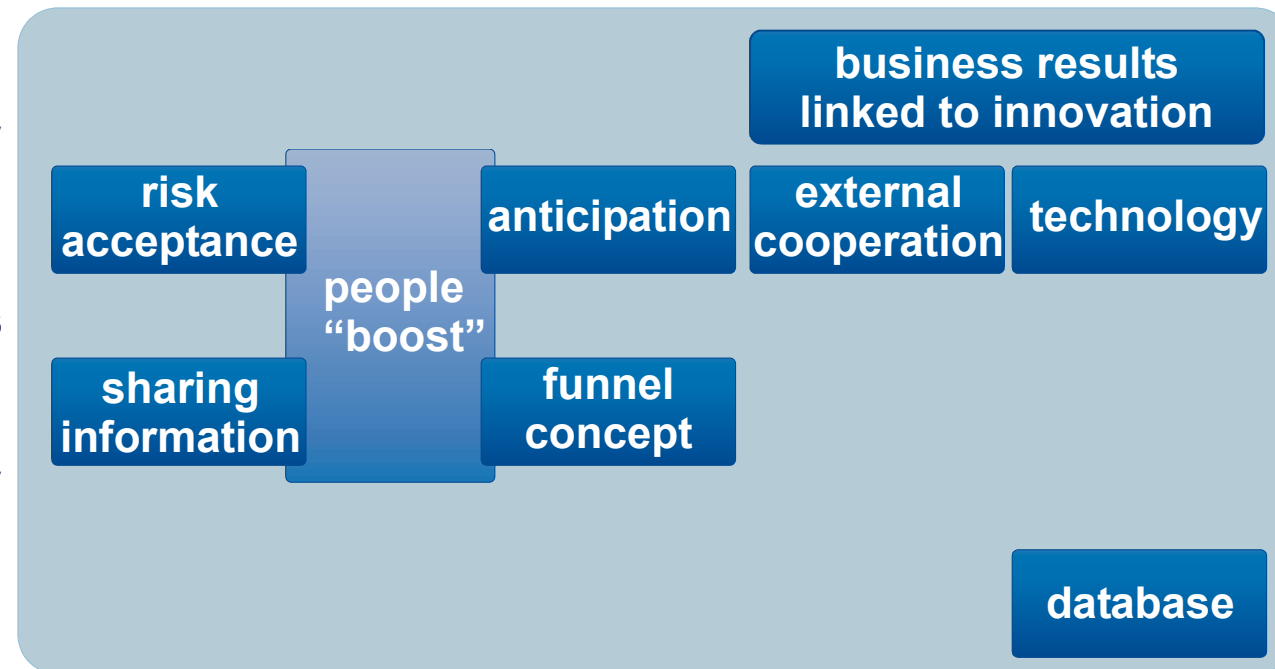 business results
linked to innovation
risk
acceptance
anticipation
external
cooperation
technology
people
“boost”
sharing
information
funnel
concept
database